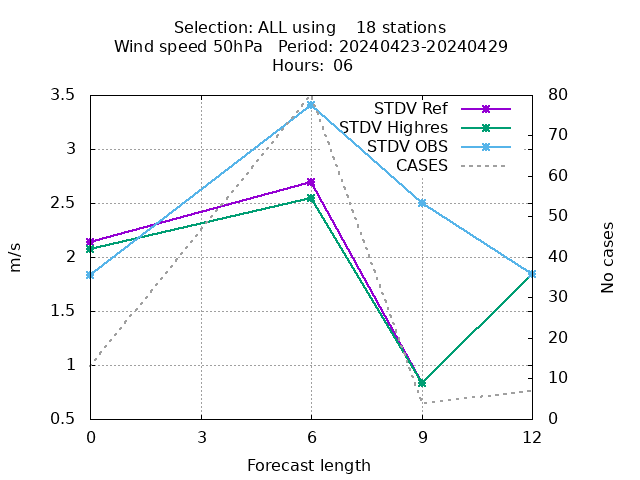 Selection: ALL using    18 stations
Wind speed 50hPa   Period: 20240423-20240429
Hours:  06
3.5
3
2.5
2
1.5
1
0.5
80
70
60
50
40
30
20
10
0
STDV Ref
STDV Highres
STDV OBS
CASES
m/s
No cases
0
3
6
9
12
Forecast length